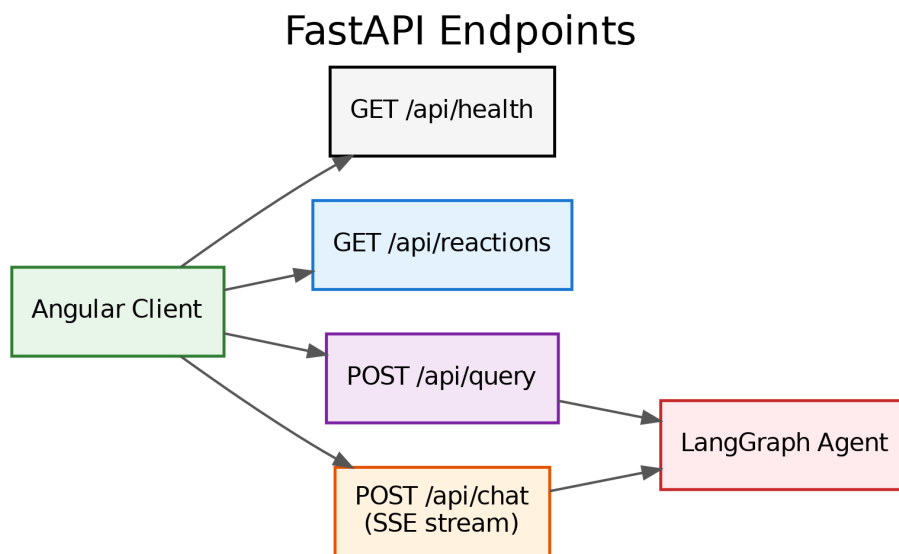 FastAPI Endpoints
GET /api/health
GET /api/reactions
Angular Client
POST /api/query
LangGraph Agent
POST /api/chat
(SSE stream)